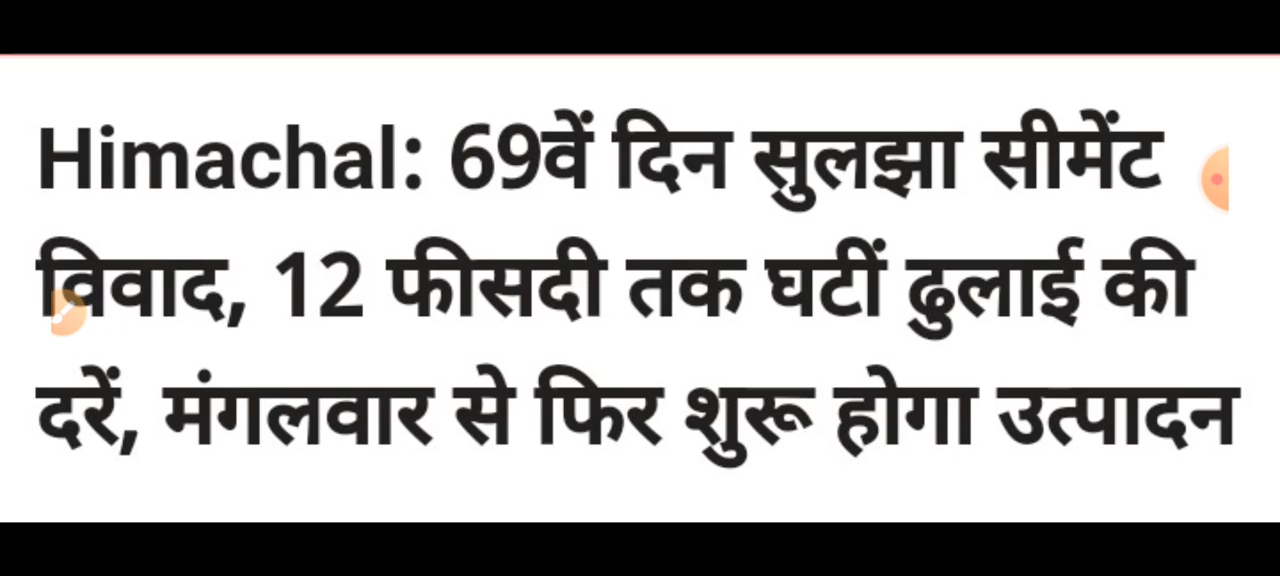 Himachal: 69वें दिन सुलझा सीमेंट
विवाद, 12 फीसदी तक घटीं ढुलाई की
दरें, मंगलवार से फिर शुरू होगा उत्पादन